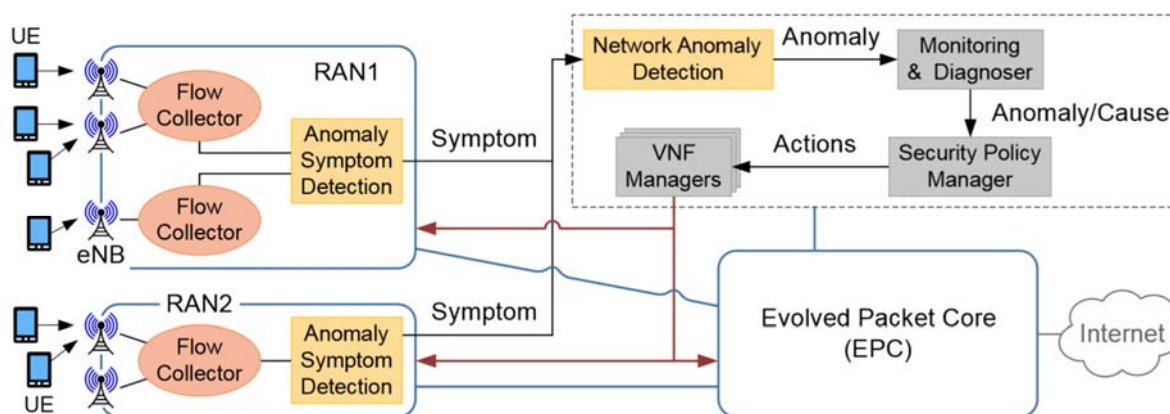 UE
RAN1
Flow
Collector
Anomaly
Symptom
Detection
Flow
Collector
eNB
Symptom
Network Anomaly
Detection
Anomaly
Monitoring
& Diagnoser
Anomaly/Cause
VNF
Managers
Actions
Security Policy
Manager
RAN2
Flow
Collector
Anomaly
Symptom
Detection
UE
Symptom
Evolved Packet Core
(EPC)
Internet